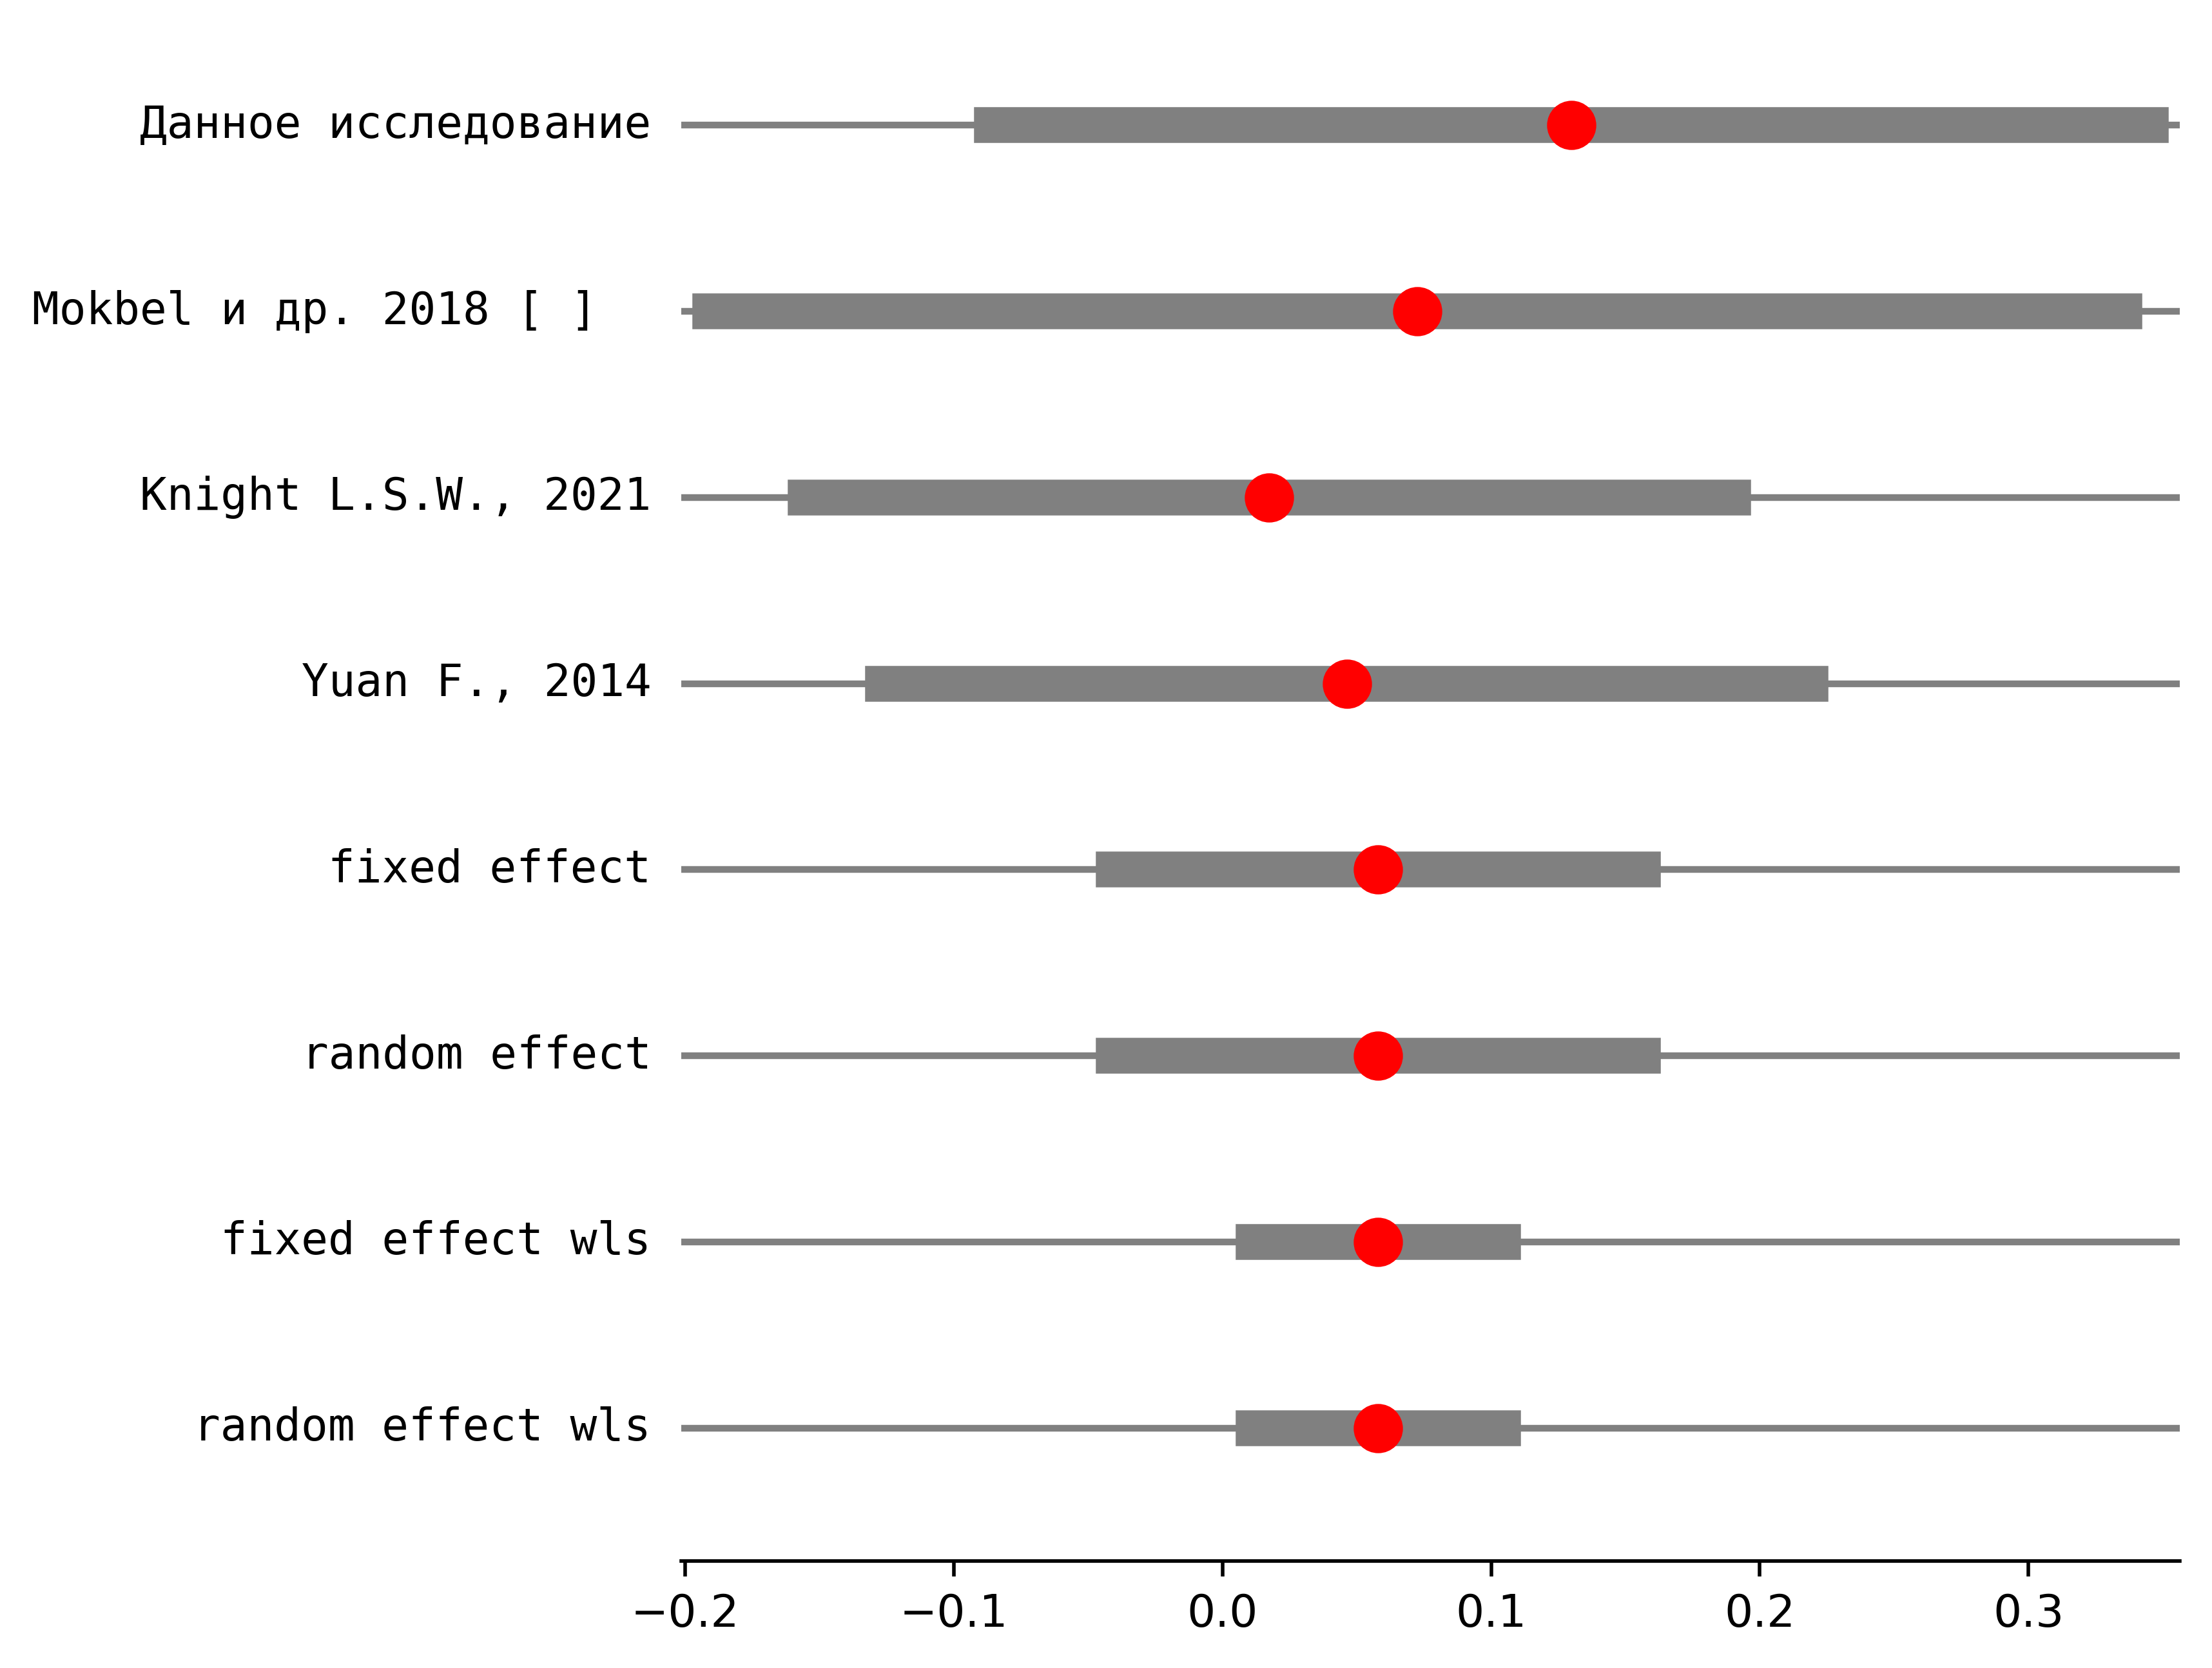 Данное исследование
Mokbel и др. 2018 [ ]
Knight L.S.W., 2021
Yuan F., 2014
fixed effect
random effect
fixed effect wls
random effect wls
−0.2 −0.1 0.0 0.1 0.2 0.3